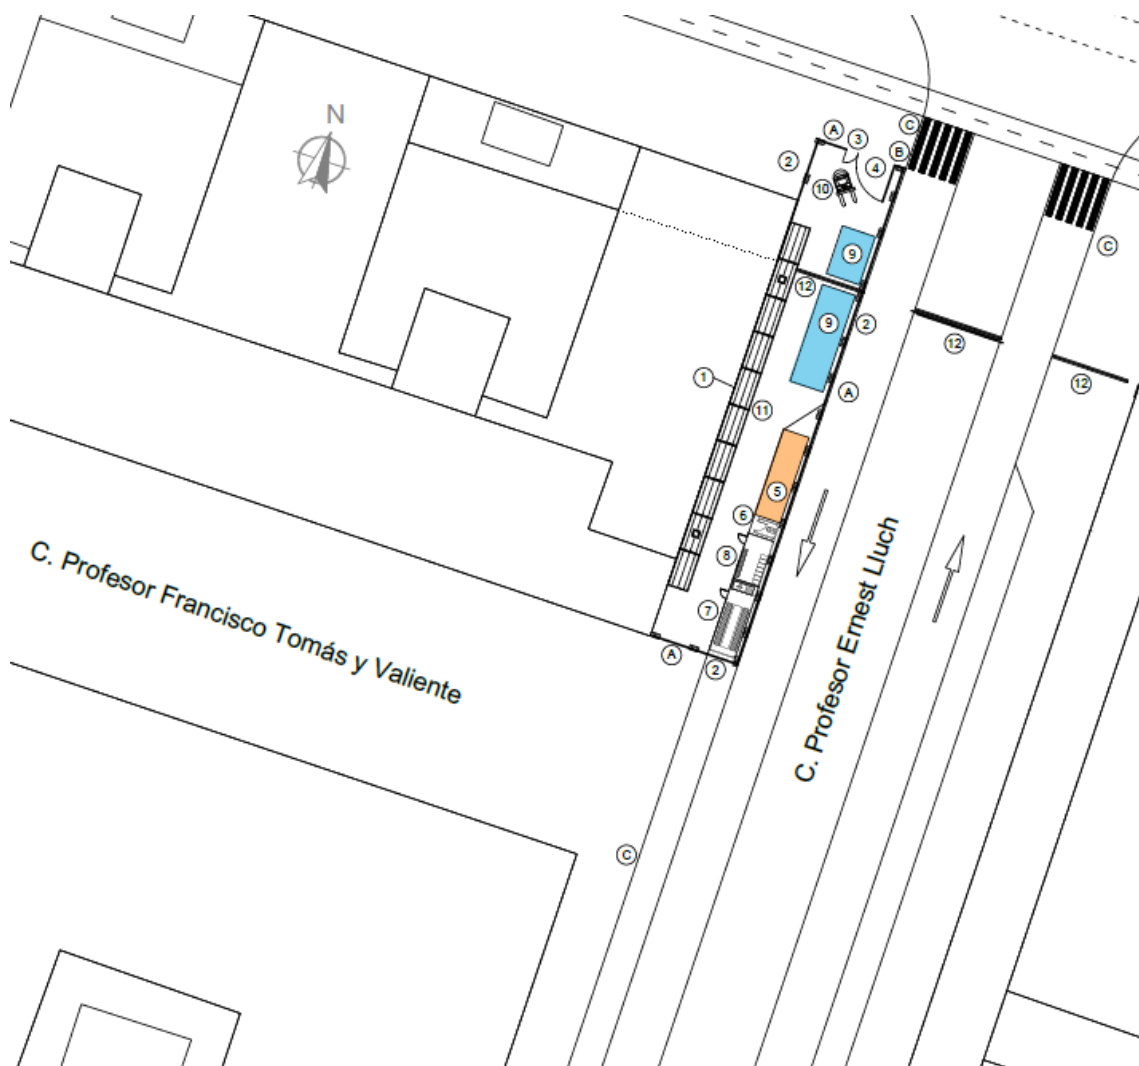 N
A
C
3
2
B
4
10
9
C
12
9
2
12
1
12
A
11
5
6
8
7
A
2
C. Profesor Francisco Tomás y Valiente
C. Profesor Ernest Lluch
C